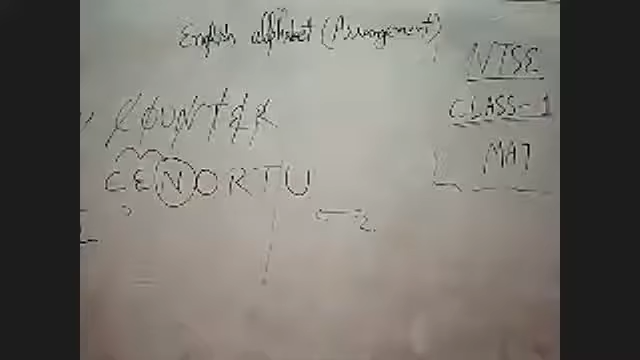 English alphabet (Arrangement)
NTSE
CLASS-1
MAT
COUNTER
CENORTU